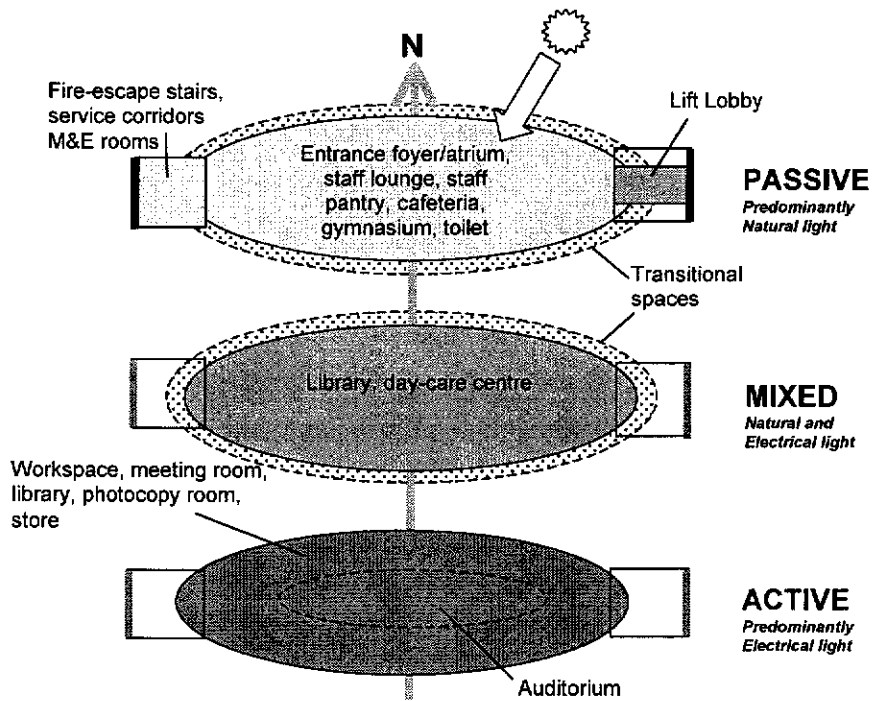 N
Fire-escape stairs,
service corridors
M&E rooms
Lift Lobby
Entrance foyer/atrium,
staff lounge, staff
pantry, cafeteria,
gymnasium, toilet
PASSIVE
Predominantly
Natural light
Transitional
spaces
Library, day-care centre
MIXED
Natural and
Electrical light
Workspace, meeting room,
library, photocopy room,
store
ACTIVE
Predominantly
Electrical light
Auditorium